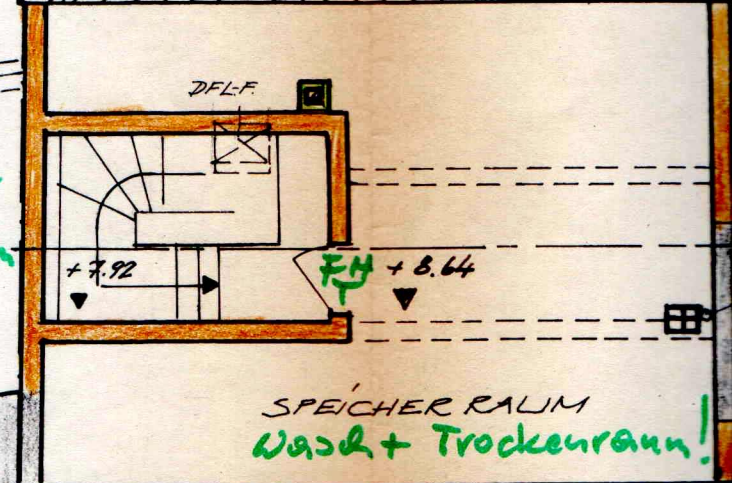 DFL-F.
+ 7.92
FH
T
+ 8.64
SPEICHER RAUM
Wasch + Trockenraum!